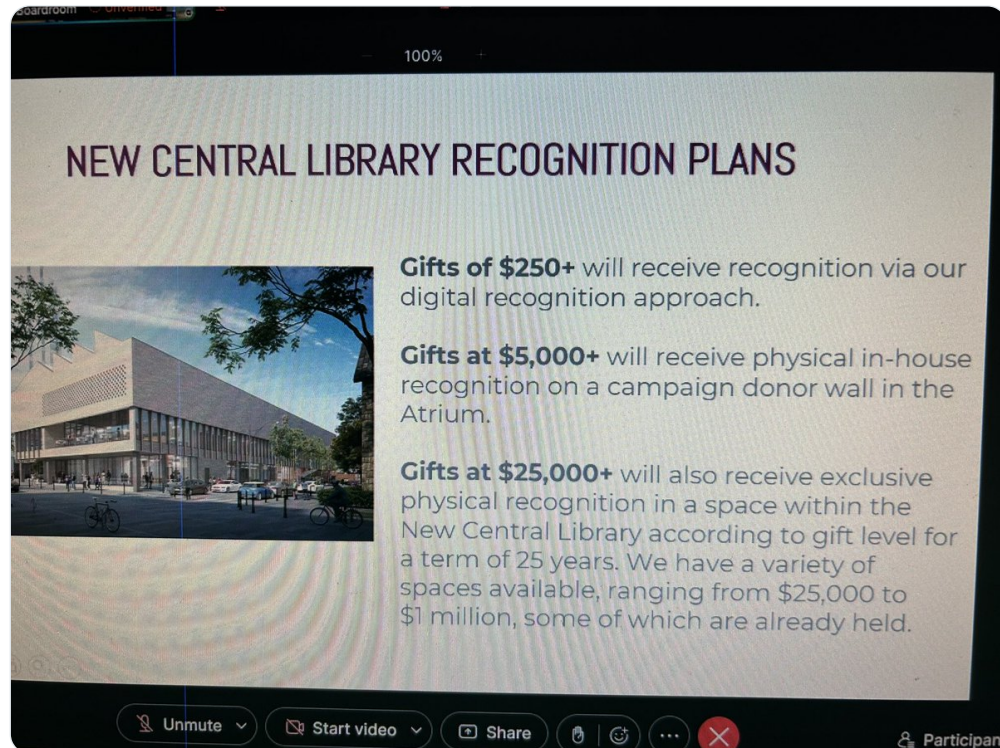 Boardroom Unverified
100%
NEW CENTRAL LIBRARY RECOGNITION PLANS
Gifts of $250+ will receive recognition via our
digital recognition approach.
Gifts at $5,000+ will receive physical in-house
recognition on a campaign donor wall in the
Atrium.
Gifts at $25,000+ will also receive exclusive
physical recognition in a space within the
New Central Library according to gift level for
a term of 25 years. We have a variety of
spaces available, ranging from $25,000 to
$1 million, some of which are already held.
Unmute
Start video
Share
Participan